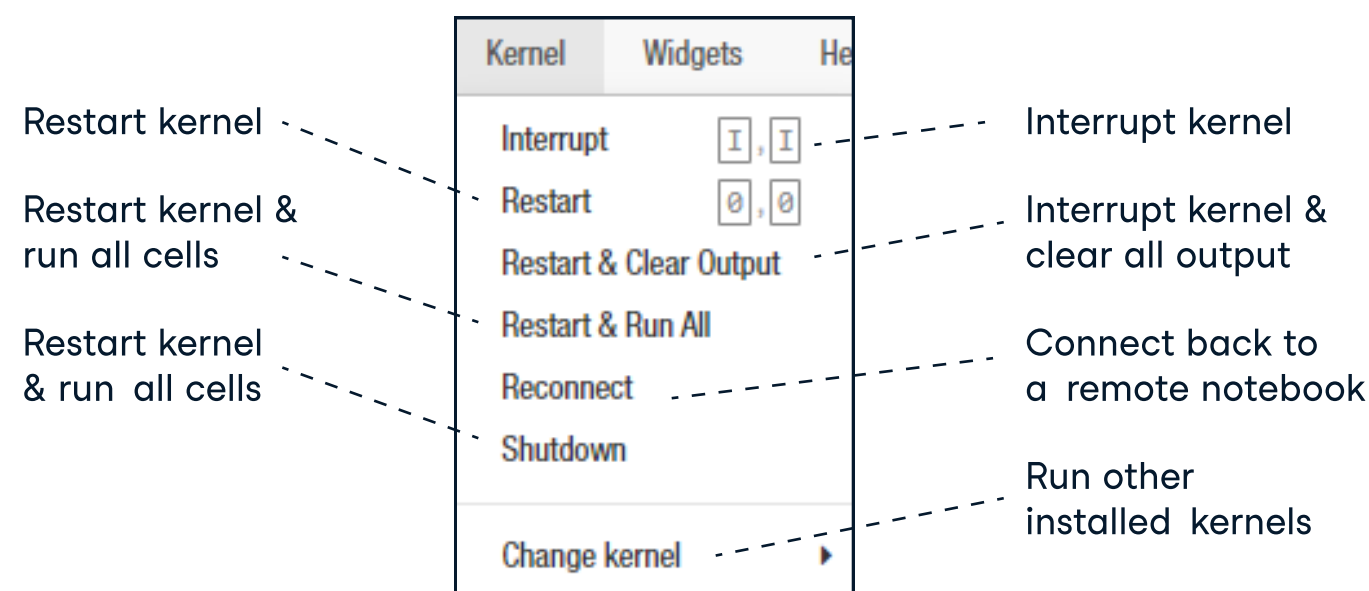 Kernel Widgets He
Restart kernel
Restart kernel &
run all cells
Restart kernel
& run all cells
Interrupt I , I
Restart 0 , 0
Restart & Clear Output
Restart & Run All
Reconnect
Shutdown
Change kernel
Interrupt kernel
Interrupt kernel &
clear all output
Connect back to
a remote notebook
Run other
installed kernels